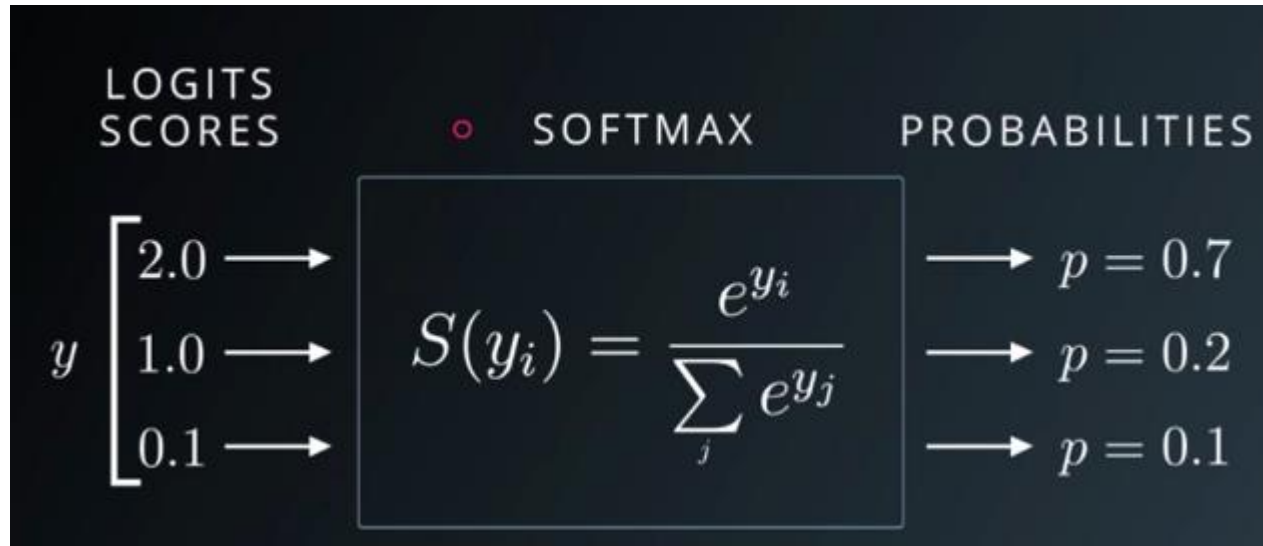 LOGITS
SCORES
SOFTMAX
PROBABILITIES
y
2.0
1.0
0.1
S(y_i) = e^{y_i} / \sum_j e^{y_j}
p = 0.7
p = 0.2
p = 0.1